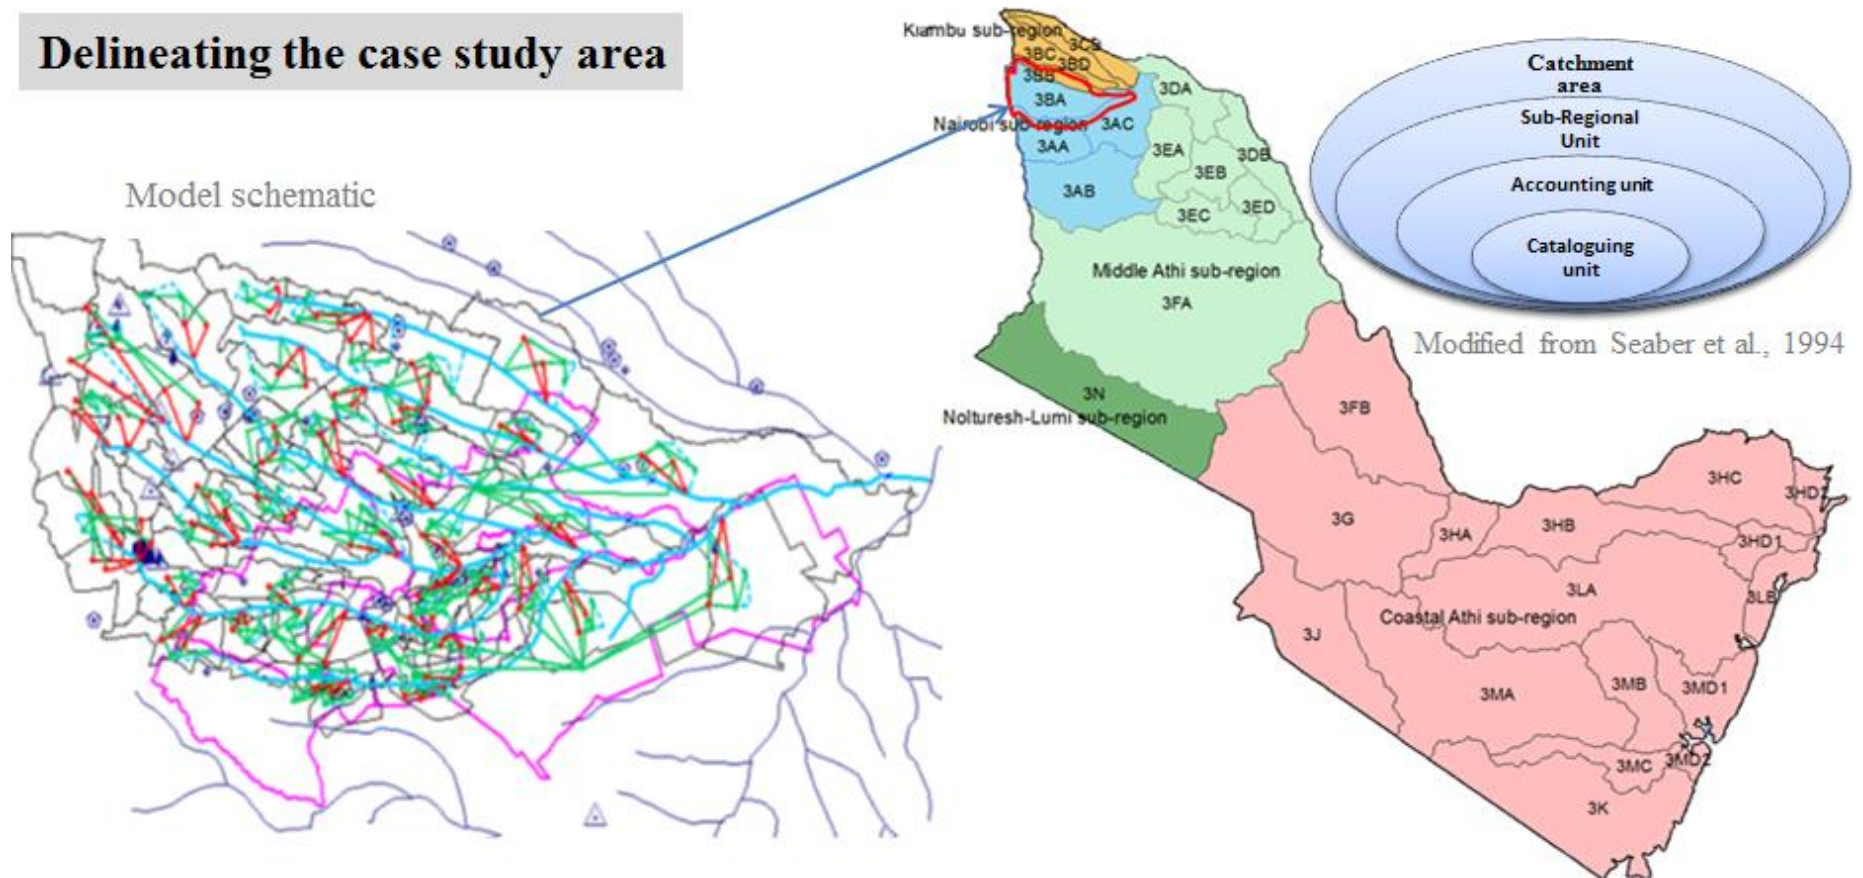 Delineating the case study area
Model schematic
Kiambu sub-region
3CB
3BC
3BD
3BB
3BA
Nairobi sub-region
3AC
3AA
3AB
3DA
3EA
3DB
3EB
3EC
3ED
Middle Athi sub-region
3FA
3N
Nolturesh-Lumi sub-region
3FB
3G
3HA
3HB
3HC
3HD2
3HD1
3LA
3LB
Coastal Athi sub-region
3J
3MA
3MB
3MD1
3MC
3MD2
3K
Catchment
area
Sub-Regional
Unit
Accounting unit
Cataloguing
unit
Modified from Seaber et al., 1994